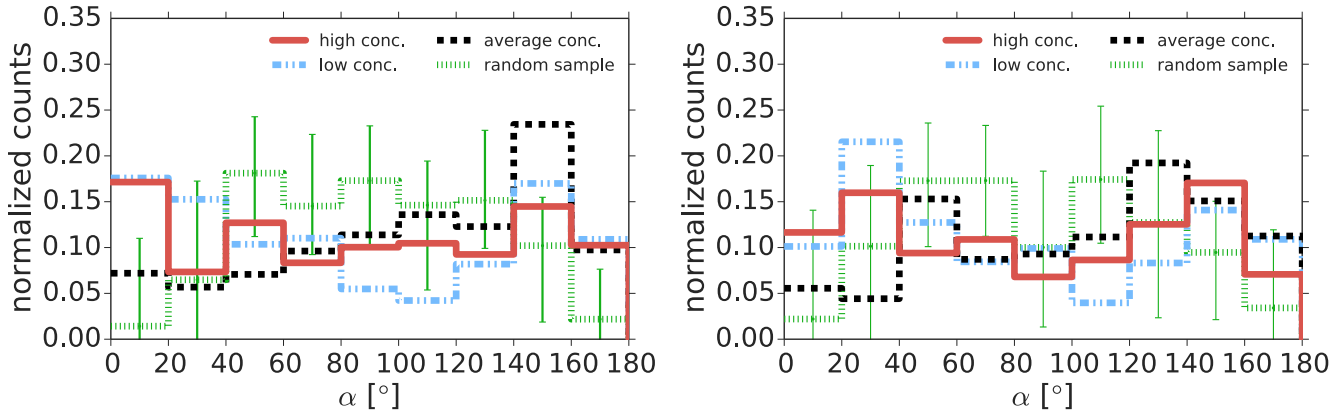 0.35
0.30
0.25
0.20
0.15
0.10
0.05
0.00
normalized counts
high conc.
low conc.
average conc.
random sample
0 20 40 60 80 100 120 140 160 180
α [°]
0.35
0.30
0.25
0.20
0.15
0.10
0.05
0.00
normalized counts
high conc.
low conc.
average conc.
random sample
0 20 40 60 80 100 120 140 160 180
α [°]